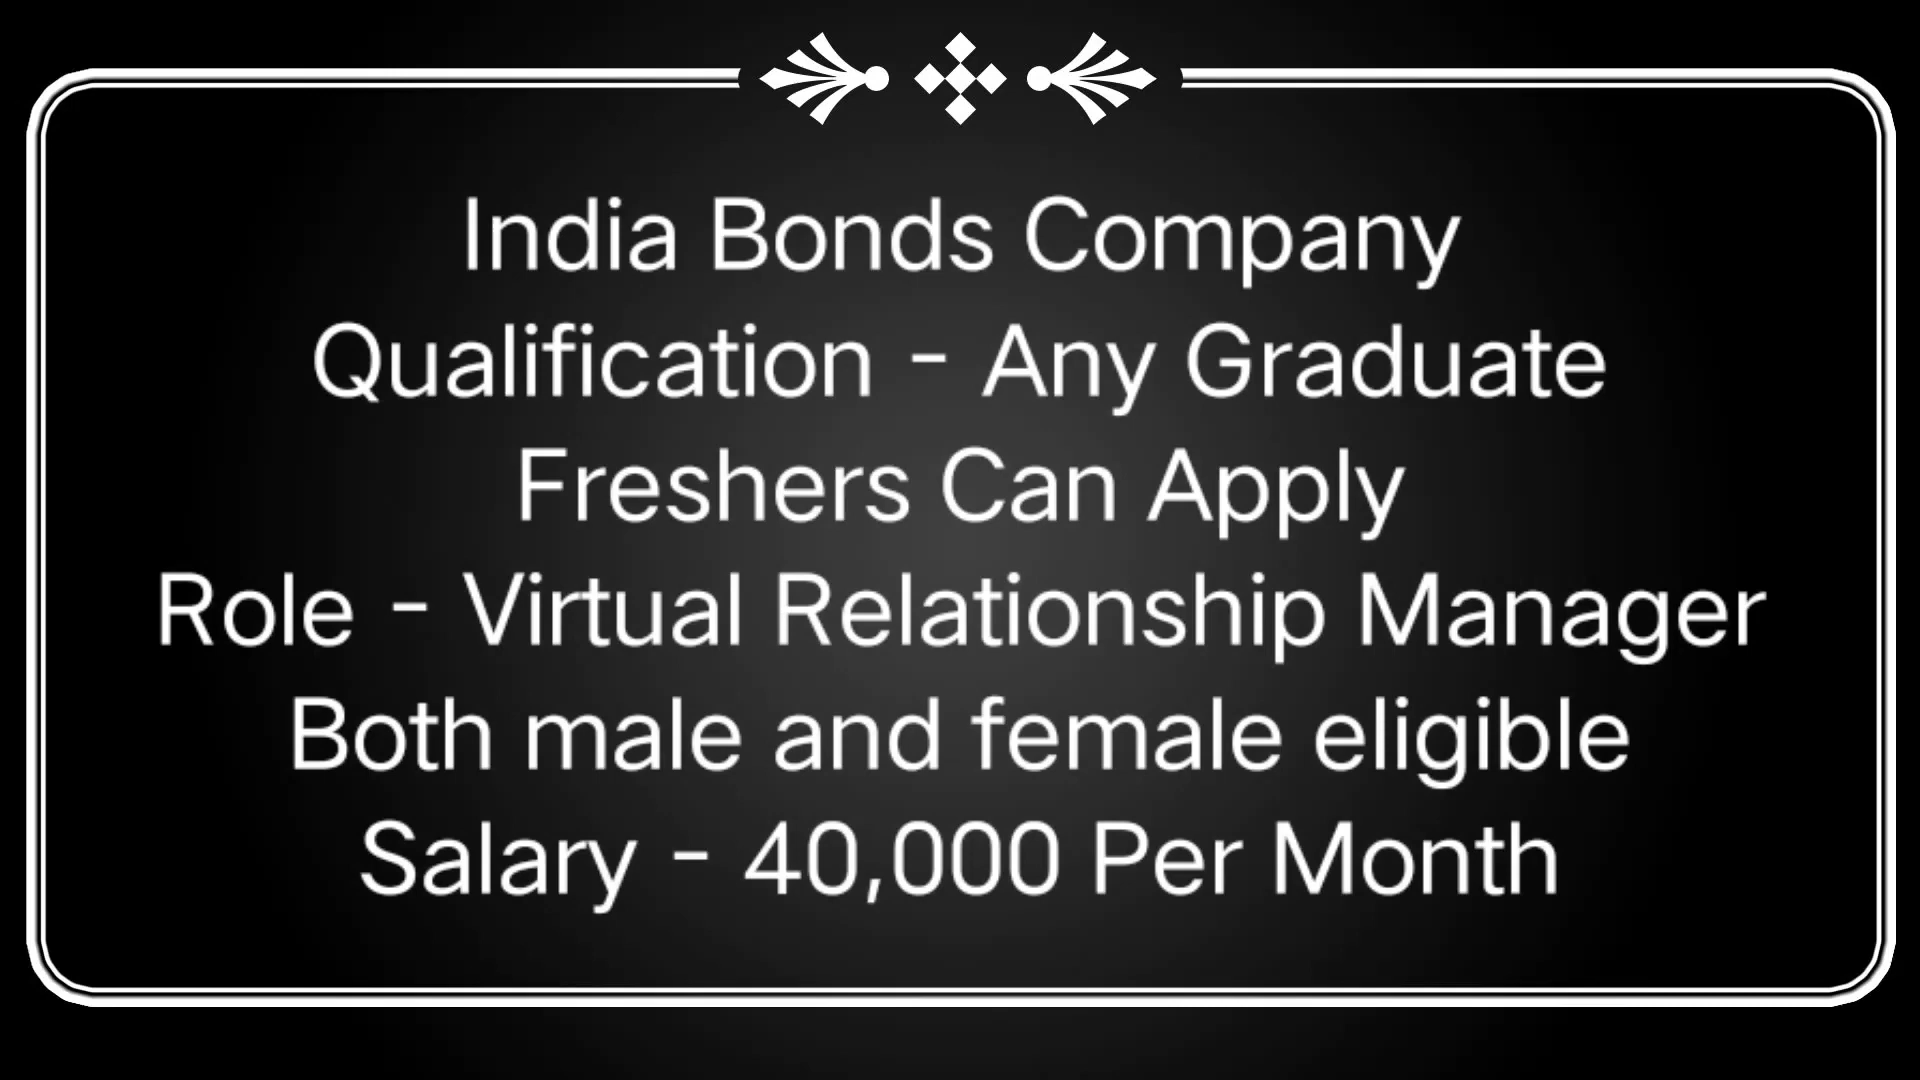 India Bonds Company
Qualification - Any Graduate
Freshers Can Apply
Role - Virtual Relationship Manager
Both male and female eligible
Salary - 40,000 Per Month